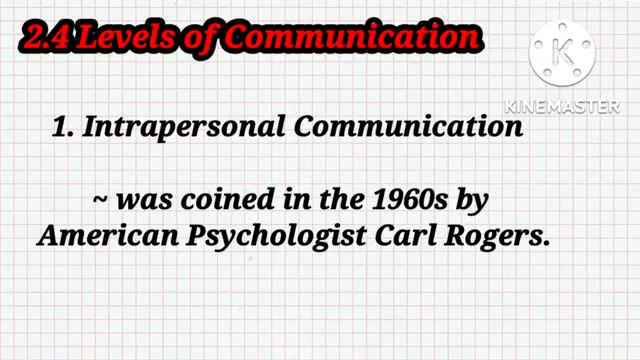 2.4 Levels of Communication
K
KINEMASTER
1. Intrapersonal Communication
~ was coined in the 1960s by
American Psychologist Carl Rogers.